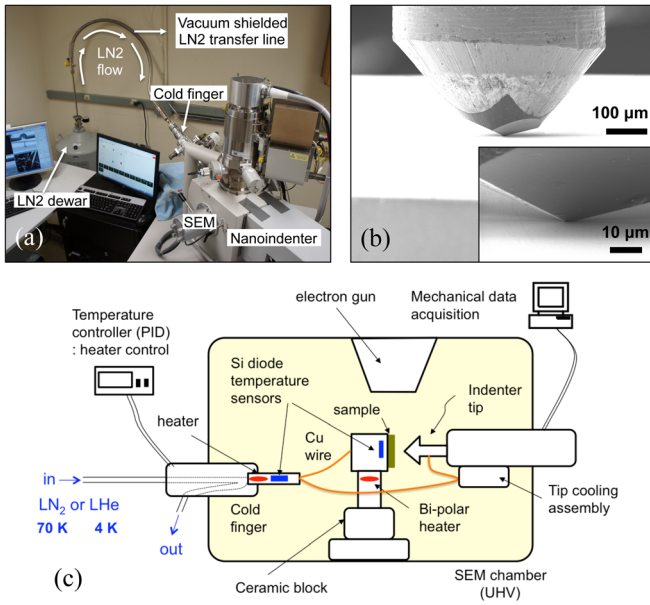 Vacuum shielded
LN2 transfer line
LN2
flow
Cold finger
LN2 dewar
SEM
Nanoindenter
(a)
100 µm
10 µm
(b)
Temperature
controller (PID)
: heater control
electron gun
Mechanical data
acquisition
Si diode
temperature
sensors
sample
Indenter
tip
heater
Cu
wire
in
LN2 or LHe
70 K 4 K
out
Cold
finger
Bi-polar
heater
Tip cooling
assembly
Ceramic block
SEM chamber
(UHV)
(c)